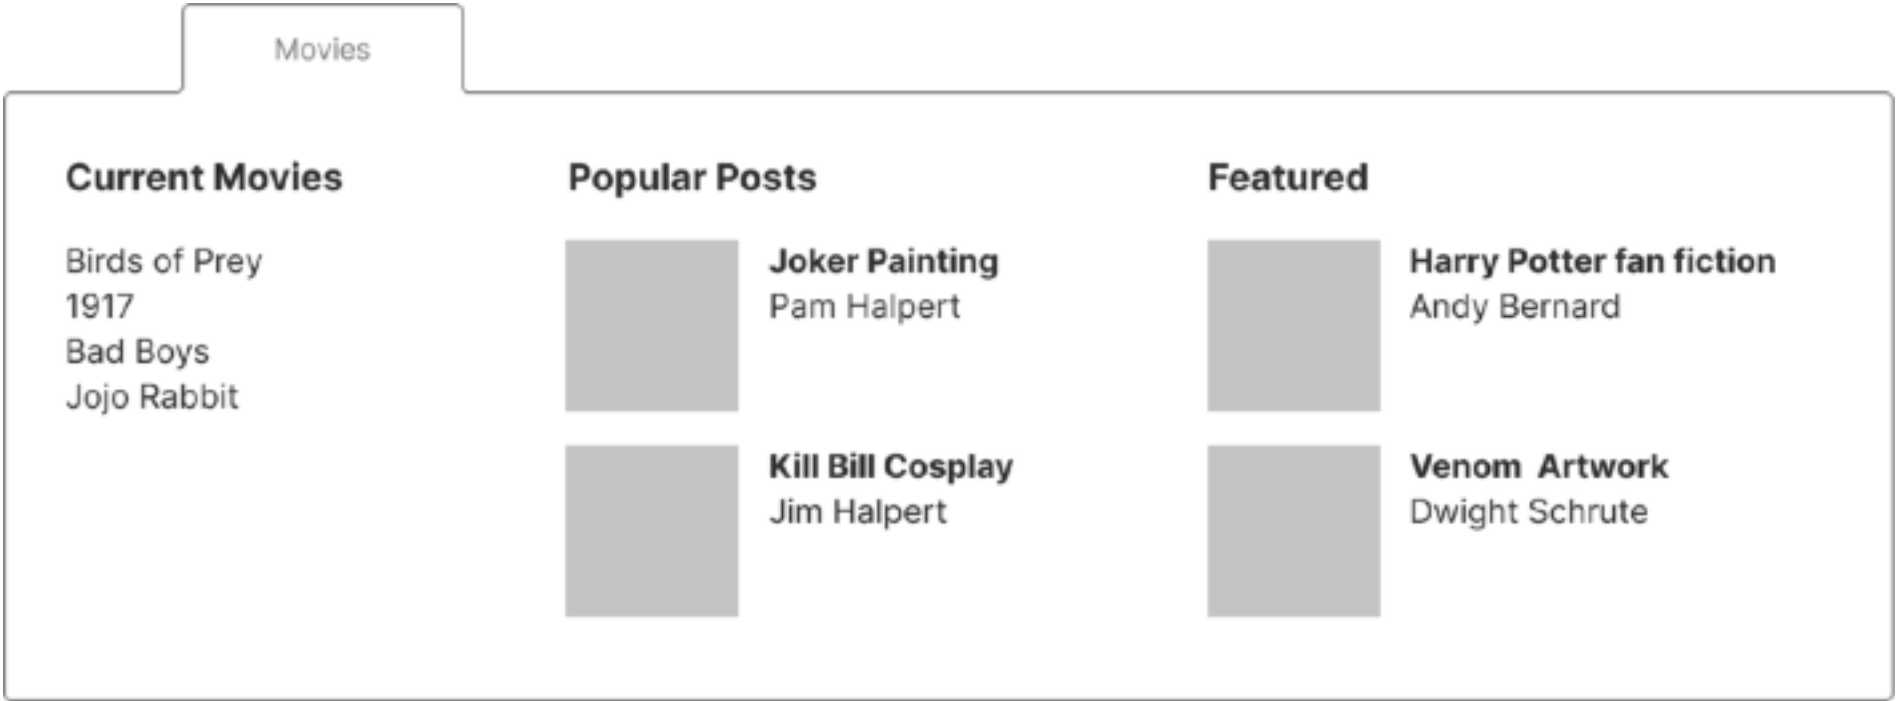 Movies
Current Movies
Birds of Prey
1917
Bad Boys
Jojo Rabbit
Popular Posts
Joker Painting
Pam Halpert
Kill Bill Cosplay
Jim Halpert
Featured
Harry Potter fan fiction
Andy Bernard
Venom  Artwork
Dwight Schrute